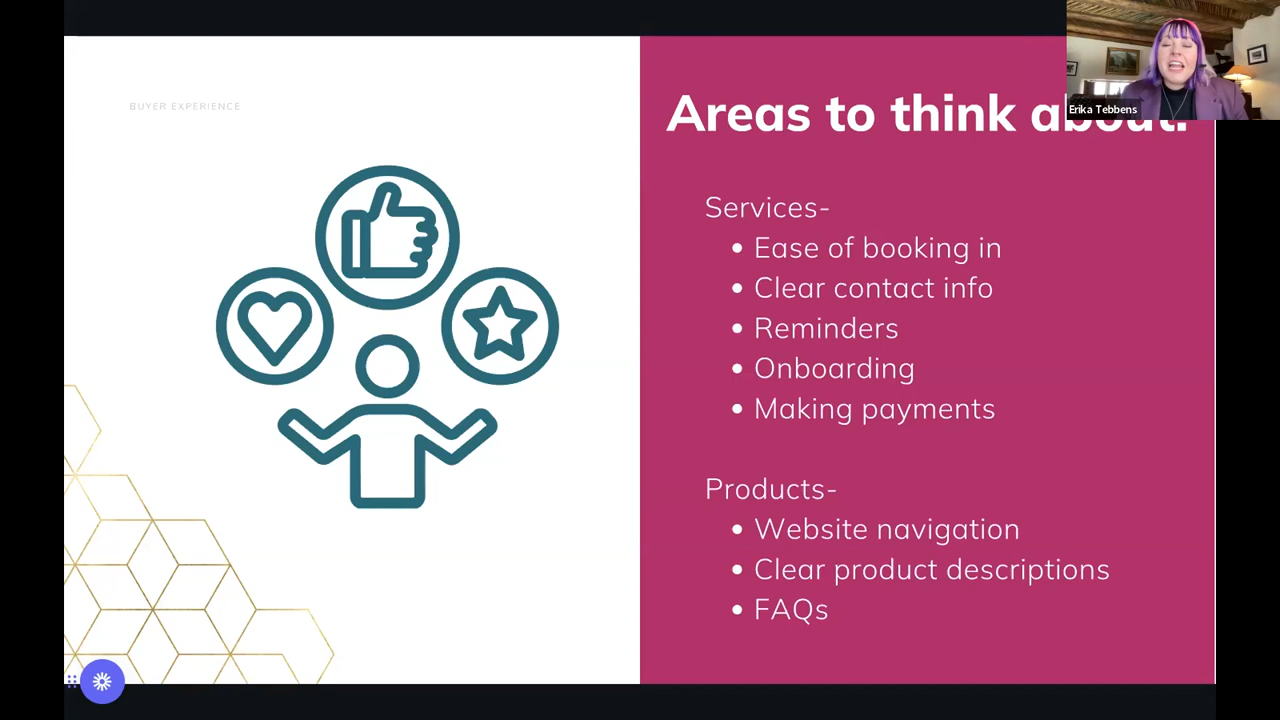 BUYER EXPERIENCE
Areas to think about:
Erika Tebbens
Services-
• Ease of booking in
• Clear contact info
• Reminders
• Onboarding
• Making payments
Products-
• Website navigation
• Clear product descriptions
• FAQs